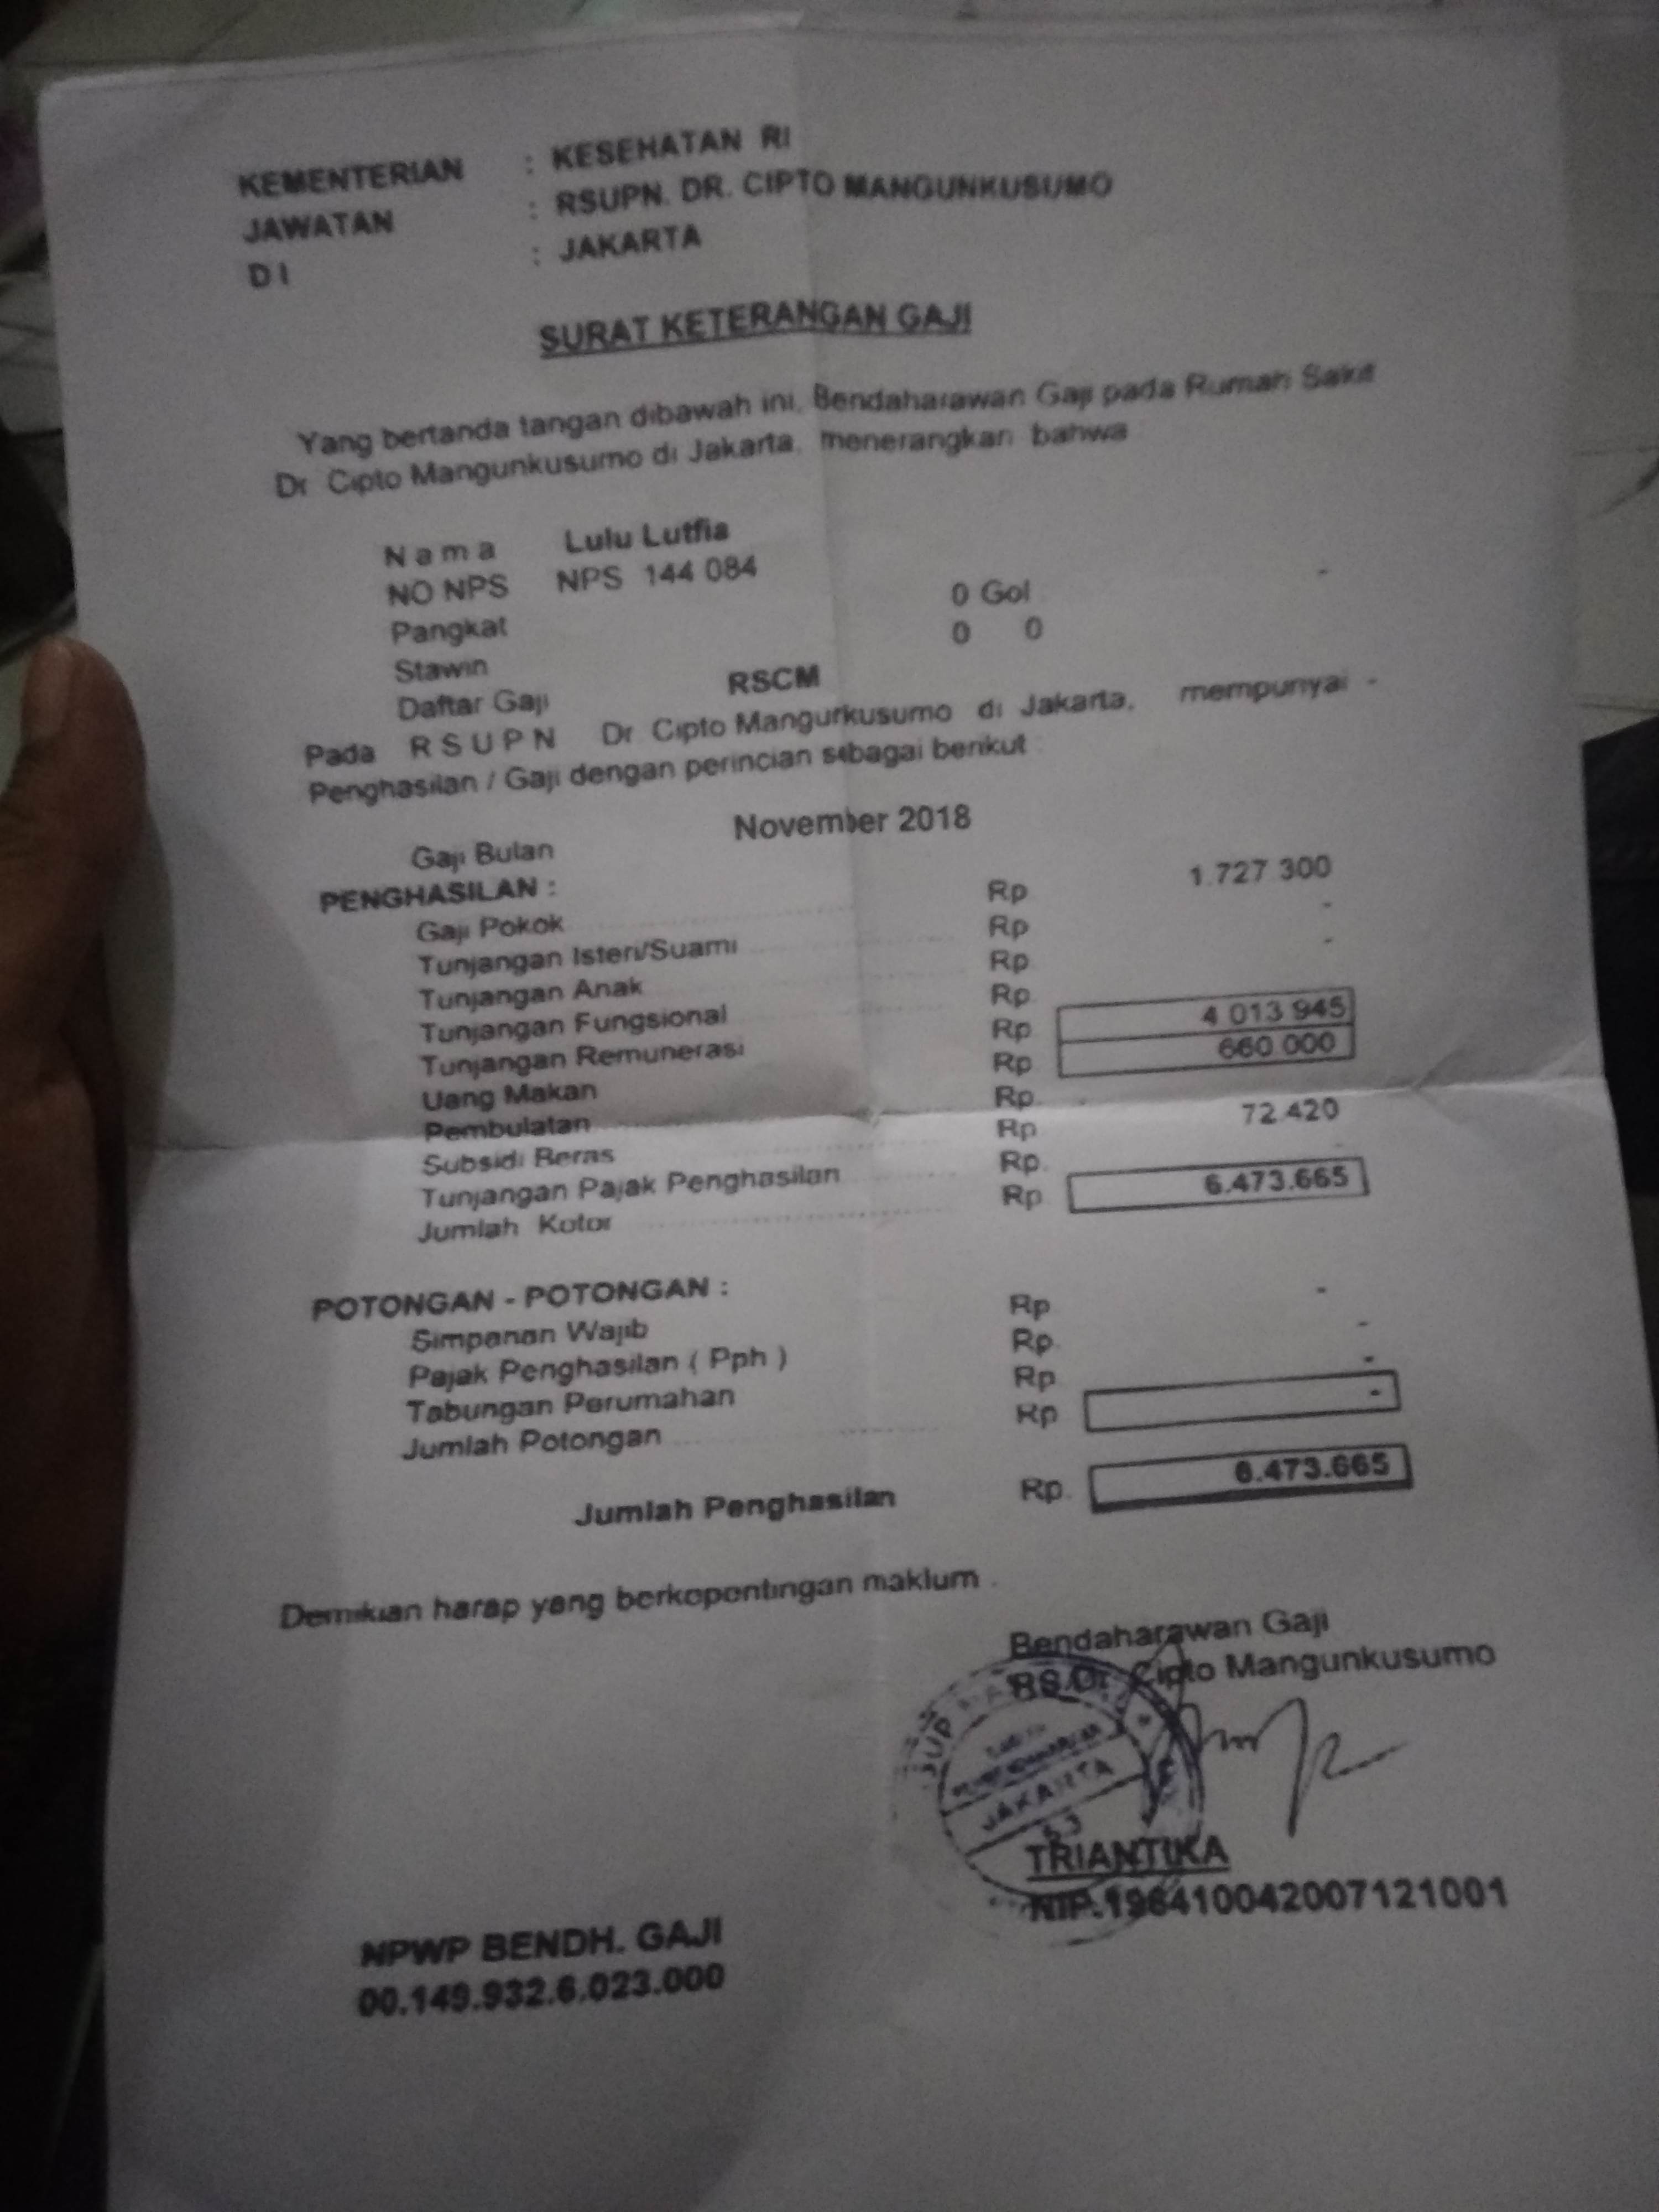 KEMENTERIAN : KESEHATAN RI
JAWATAN : RSUPN. DR. CIPTO MANGUNKUSUMO
D I : JAKARTA
SURAT KETERANGAN GAJI
Yang bertanda tangan dibawah ini, Bendaharawan Gaji pada Rumah Sakit
Dr Cipto Mangunkusumo di Jakarta, menerangkan bahwa
N a m a Lulu Lutfia
NO NPS NPS 144 084
Pangkat 0 Gol -
Stawin 0 0
Daftar Gaji RSCM
Pada R S U P N Dr Cipto Mangunkusumo di Jakarta, mempunyai -
Penghasilan / Gaji dengan perincian sebagai berikut :
Gaji Bulan November 2018
PENGHASILAN :
Gaji Pokok Rp 1.727 300
Tunjangan Isteri/Suami Rp -
Tunjangan Anak Rp -
Tunjangan Fungsional Rp
Tunjangan Remunerasi Rp 4 013 945
Uang Makan Rp 660 000
Pembulatan Rp
Subsidi Beras Rp 72.420
Tunjangan Pajak Penghasilan Rp. -
Jumlah Kotor Rp 6.473.665
POTONGAN - POTONGAN :
Simpanan Wajib Rp -
Pajak Penghasilan ( Pph ) Rp. -
Tabungan Perumahan Rp -
Jumlah Potongan Rp -
Jumlah Penghasilan Rp. 6.473.665
Demikian harap yang berkepentingan maklum .
Bendaharawan Gaji
RS.Dr. Cipto Mangunkusumo
JAKARTA
TRIANTIKA
NIP.196410042007121001
NPWP BENDH. GAJI
00.149.932.6.023.000